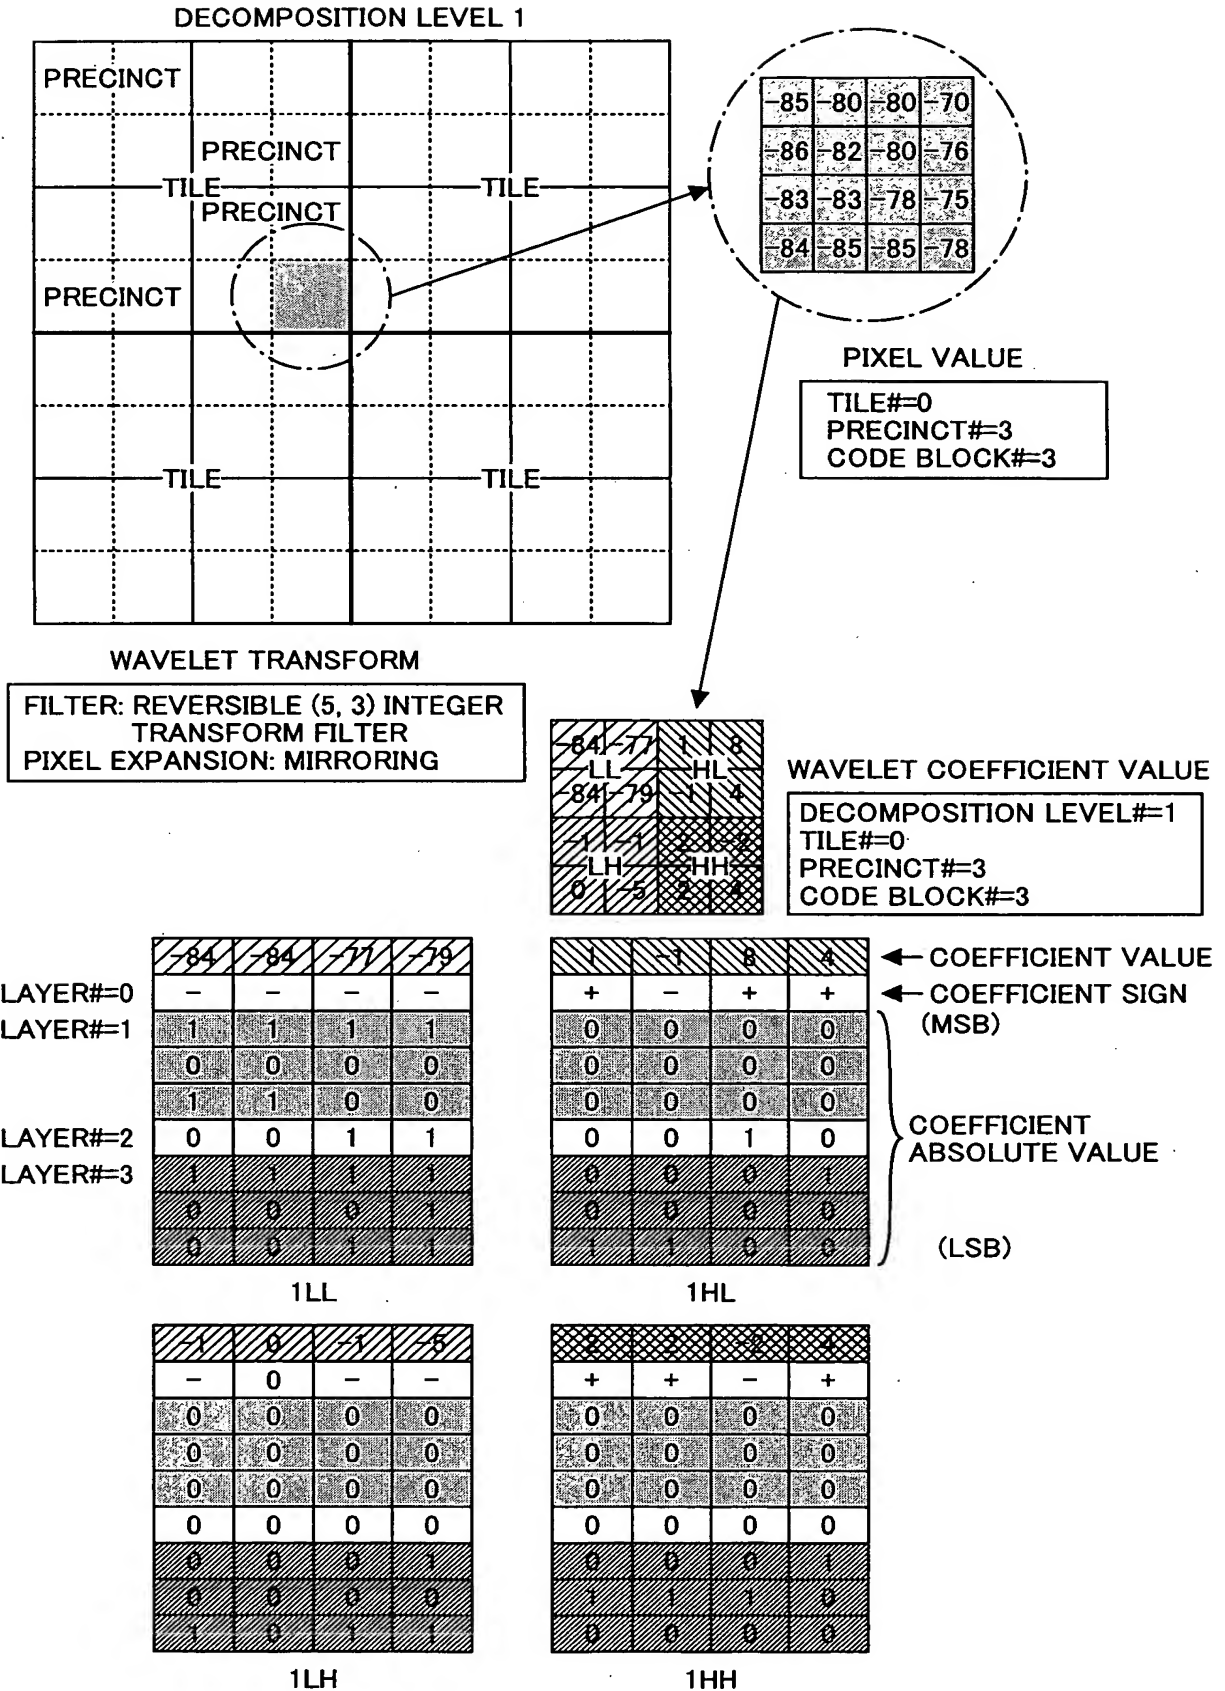 DECOMPOSITION LEVEL 1
PRECINCT
PRECINCT
TILE
TILE
PRECINCT
PRECINCT
TILE
TILE
-85 -80 -80 -70
-86 -82 -80 -76
-83 -83 -78 -75
-84 -85 -85 -78
PIXEL VALUE
TILE#=0
PRECINCT#=3
CODE BLOCK#=3
WAVELET TRANSFORM
FILTER: REVERSIBLE (5, 3) INTEGER
TRANSFORM FILTER
PIXEL EXPANSION: MIRRORING
-84 -77 1 8
LL HL
-84 -79 -1 4
-1 -1 2 -2
LH HH
0 -5 2 4
WAVELET COEFFICIENT VALUE
DECOMPOSITION LEVEL#=1
TILE#=0
PRECINCT#=3
CODE BLOCK#=3
-84 -84 -77 -79 1 -1 8 4 COEFFICIENT VALUE
LAYER#=0 - - - - + - + + COEFFICIENT SIGN
LAYER#=1 1 1 1 1 0 0 0 0 (MSB)
0 0 0 0 0 0 0 0
1 1 0 0 0 0 0 0
LAYER#=2 0 0 1 1 0 0 1 0 COEFFICIENT
ABSOLUTE VALUE
LAYER#=3 1 1 1 1 0 0 0 1
0 0 0 1 0 0 0 0
0 0 1 1 1 1 0 0 (LSB)
1LL 1HL
-1 0 -1 -5 2 2 -2 4
- 0 - - + + - +
0 0 0 0 0 0 0 0
0 0 0 0 0 0 0 0
0 0 0 0 0 0 0 0
0 0 0 0 0 0 0 0
0 0 0 1 0 0 0 1
0 0 0 0 1 1 1 0
1 0 1 1 0 0 0 0
1LH 1HH